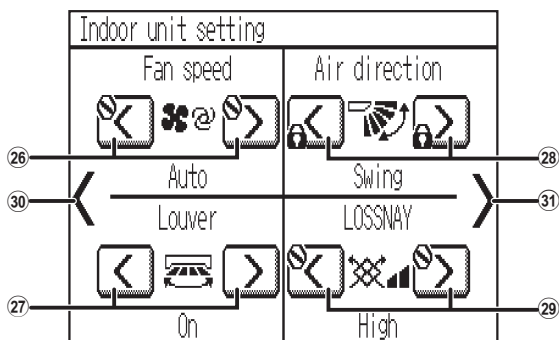 Indoor unit setting
Fan speed
Air direction
26
28
Auto
Swing
30
31
Louver
LOSSNAY
27
29
On
High